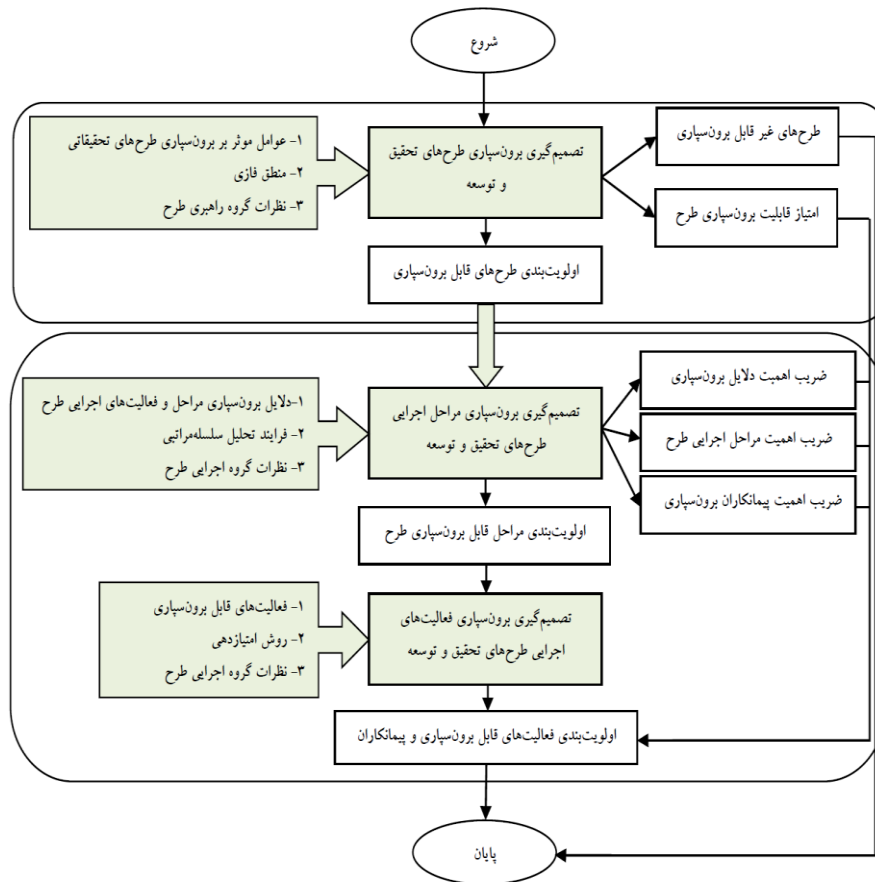 شروع
۱- عوامل موثر بر برون‌سپاری طرح‌های تحقیقاتی
۲- منطق فازی
۳- نظرات گروه راهبری طرح
تصمیم‌گیری برون‌سپاری طرح‌های تحقیق
و توسعه
طرح‌های غیر قابل برون‌سپاری
امتیاز قابلیت برون‌سپاری طرح
اولویت‌بندی طرح‌های قابل برون‌سپاری
۱-دلایل برون‌سپاری مراحل و فعالیت‌های اجرایی طرح
۲- فرایند تحلیل سلسله‌مراتبی
۳- نظرات گروه اجرایی طرح
تصمیم‌گیری برون‌سپاری مراحل اجرایی
طرح‌های تحقیق و توسعه
ضریب اهمیت دلایل برون‌سپاری
ضریب اهمیت مراحل اجرایی طرح
ضریب اهمیت پیمانکاران برون‌سپاری
اولویت‌بندی مراحل قابل برون‌سپاری طرح
۱- فعالیت‌های قابل برون‌سپاری
۲- روش امتیازدهی
۳- نظرات گروه اجرایی طرح
تصمیم‌گیری برون‌سپاری فعالیت‌های
اجرایی طرح‌های تحقیق و توسعه
اولویت‌بندی فعالیت‌های قابل برون‌سپاری و پیمانکاران
پایان